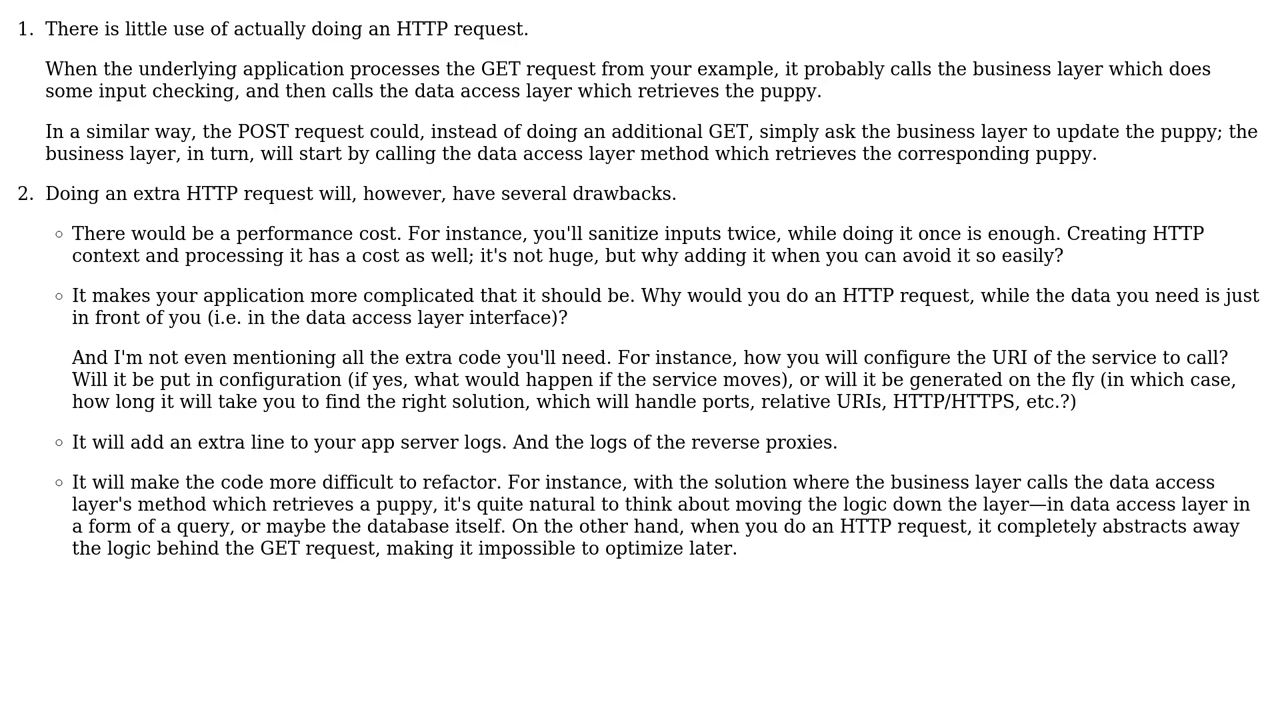 1. There is little use of actually doing an HTTP request.
When the underlying application processes the GET request from your example, it probably calls the business layer which does
some input checking, and then calls the data access layer which retrieves the puppy.
In a similar way, the POST request could, instead of doing an additional GET, simply ask the business layer to update the puppy; the
business layer, in turn, will start by calling the data access layer method which retrieves the corresponding puppy.
2. Doing an extra HTTP request will, however, have several drawbacks.
◦ There would be a performance cost. For instance, you'll sanitize inputs twice, while doing it once is enough. Creating HTTP
context and processing it has a cost as well; it's not huge, but why adding it when you can avoid it so easily?
◦ It makes your application more complicated that it should be. Why would you do an HTTP request, while the data you need is just
in front of you (i.e. in the data access layer interface)?
And I'm not even mentioning all the extra code you'll need. For instance, how you will configure the URI of the service to call?
Will it be put in configuration (if yes, what would happen if the service moves), or will it be generated on the fly (in which case,
how long it will take you to find the right solution, which will handle ports, relative URIs, HTTP/HTTPS, etc.?)
◦ It will add an extra line to your app server logs. And the logs of the reverse proxies.
◦ It will make the code more difficult to refactor. For instance, with the solution where the business layer calls the data access
layer's method which retrieves a puppy, it's quite natural to think about moving the logic down the layer—in data access layer in
a form of a query, or maybe the database itself. On the other hand, when you do an HTTP request, it completely abstracts away
the logic behind the GET request, making it impossible to optimize later.